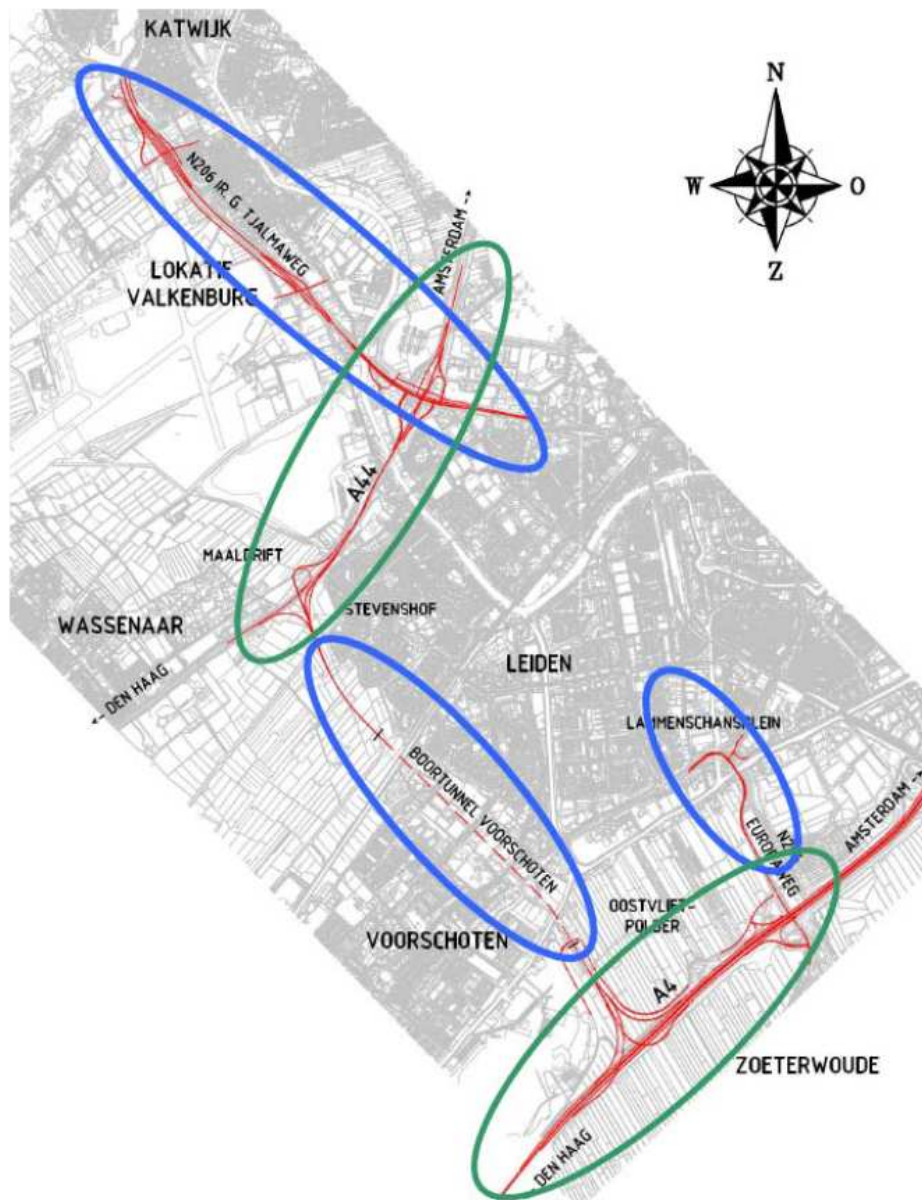 KATWIJK
N
W
O
Z
N206 IR. G. TJALMAWEG
AMSTERDAM →
LOKATIE
VALKENBURG
A44
MAALDRIFT
STEVENSHOF
WASSENAAR
← DEN HAAG
LEIDEN
LAMMENSCHANSPLEIN
BOORTUNNEL VOORSCHOTEN
AMSTERDAM →
EUROPAWEG
OOSTVLIET-
POLDER
VOORSCHOTEN
A4
ZOETERWOUDE
DEN HAAG